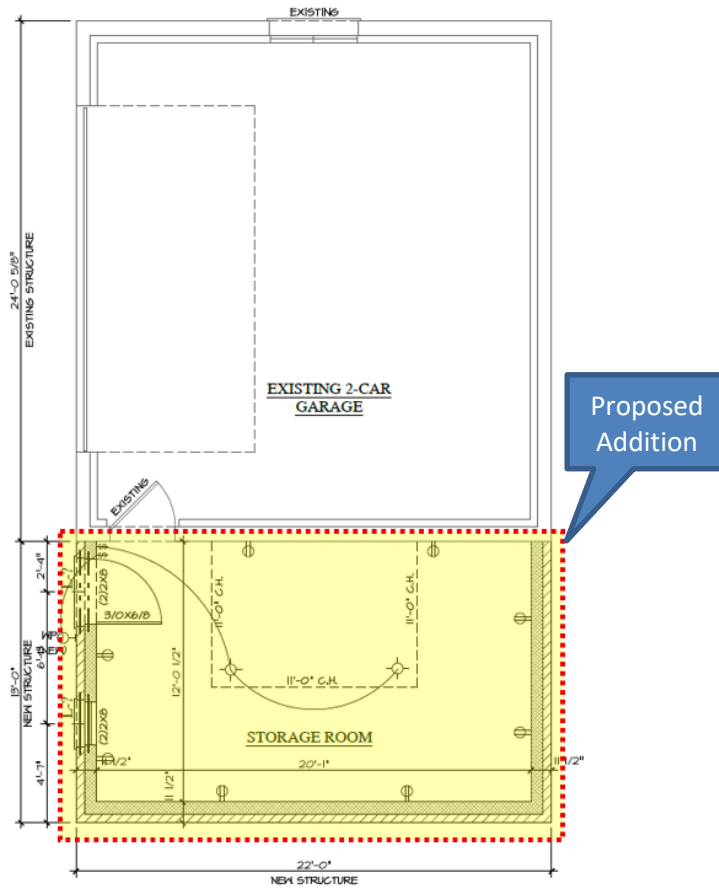 EXISTING
24'-0 5/8"
EXISTING STRUCTURE
EXISTING 2-CAR
GARAGE
Proposed
Addition
EXISTING
2'-4"
$$
(2)2X8
3/0X6/8
11'-0" C.H.
11'-0" C.H.
WP
13'-0"
NEW STRUCTURE
12'-0 1/2"
11'-0" C.H.
(2)2X8
STORAGE ROOM
4'-7"
20'-1"
11 1/2"
11 1/2"
22'-0"
NEW STRUCTURE